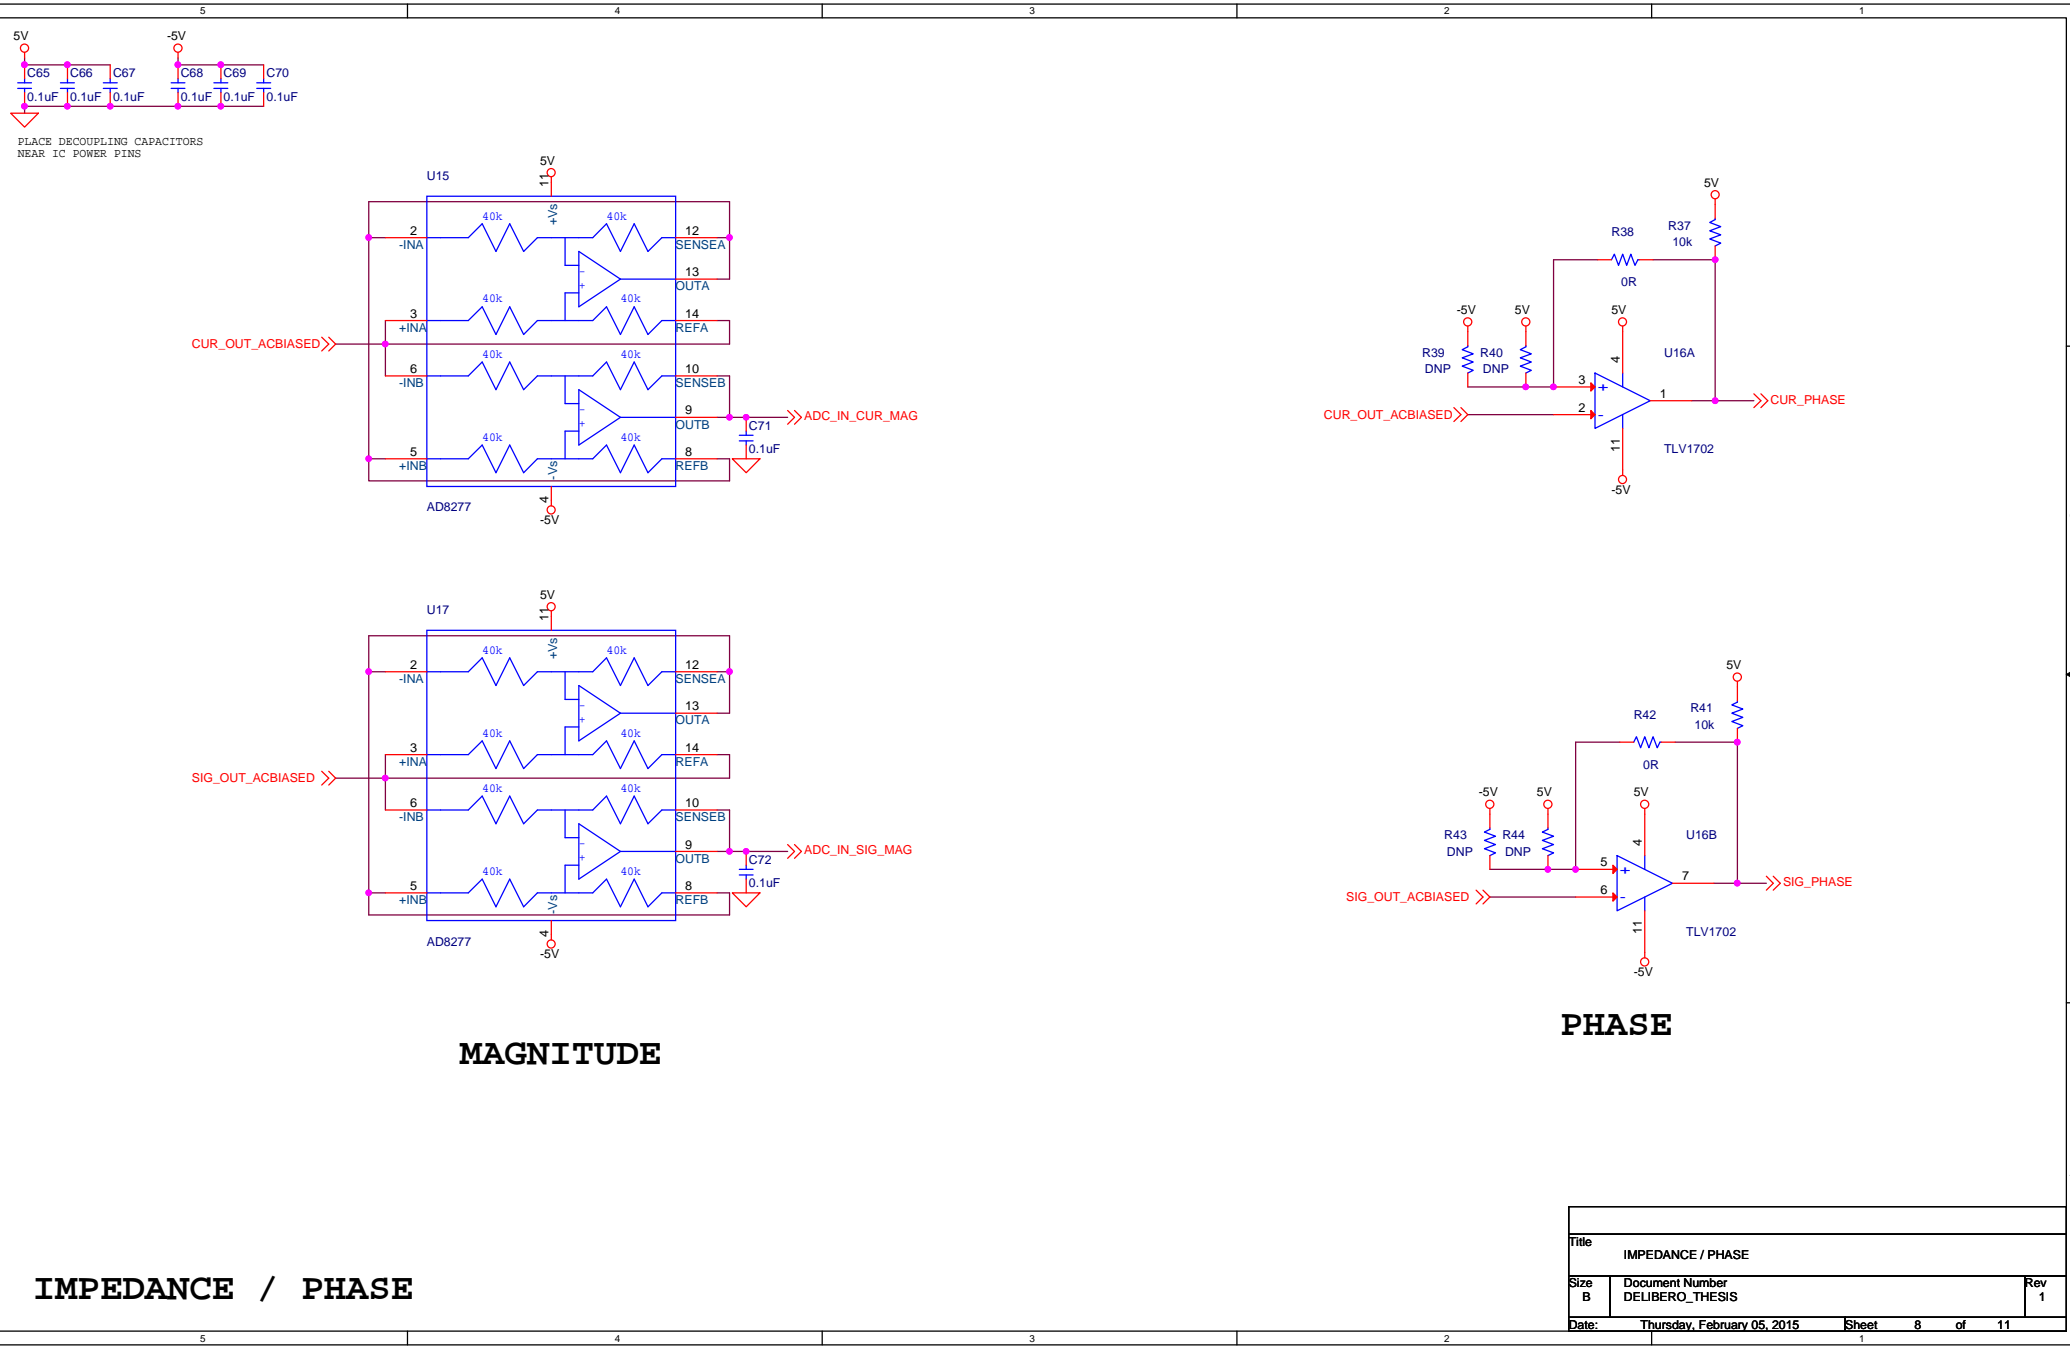 5 4 3 2 1
5V -5V
C65 C66 C67 C68 C69 C70
0.1uF 0.1uF 0.1uF 0.1uF 0.1uF 0.1uF
PLACE DECOUPLING CAPACITORS
NEAR IC POWER PINS
U15
5V
11
+Vs
40k 40k
2 12
-INA SENSEA
13
OUTA
40k 40k
3 14
+INA REFA
CUR_OUT_ACBIASED
40k 40k
6 10
-INB SENSEB
9
OUTB
ADC_IN_CUR_MAG
C71
0.1uF
40k 40k
5 8
+INB REFB
-Vs
4
-5V
AD8277
5V
R37
10k
R38
0R
-5V 5V 5V
R39 R40
DNP DNP
4
U16A
3
+
2
-
1
CUR_OUT_ACBIASED
CUR_PHASE
11
TLV1702
-5V
U17
5V
11
+Vs
40k 40k
2 12
-INA SENSEA
13
OUTA
40k 40k
3 14
+INA REFA
SIG_OUT_ACBIASED
40k 40k
6 10
-INB SENSEB
9
OUTB
ADC_IN_SIG_MAG
C72
0.1uF
40k 40k
5 8
+INB REFB
-Vs
4
-5V
AD8277
5V
R41
10k
R42
0R
-5V 5V 5V
R43 R44
DNP DNP
4
U16B
5
+
6
-
7
SIG_OUT_ACBIASED
SIG_PHASE
11
TLV1702
-5V
PHASE
MAGNITUDE
IMPEDANCE / PHASE
Title
IMPEDANCE / PHASE
Size Document Number Rev
B DELIBERO_THESIS 1
Date: Thursday, February 05, 2015 Sheet 8 of 11
5 4 3 2 1